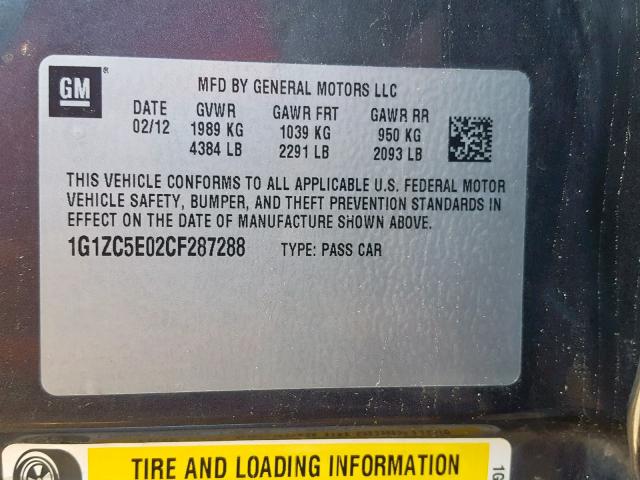 GM ® MFD BY GENERAL MOTORS LLC
DATE GVWR GAWR FRT GAWR RR
02/12 1989 KG 1039 KG 950 KG
4384 LB 2291 LB 2093 LB
THIS VEHICLE CONFORMS TO ALL APPLICABLE U.S. FEDERAL MOTOR
VEHICLE SAFETY, BUMPER, AND THEFT PREVENTION STANDARDS IN
EFFECT ON THE DATE OF MANUFACTURE SHOWN ABOVE.
1G1ZC5E02CF287288 TYPE: PASS CAR
TIRE AND LOADING INFORMATION
1G